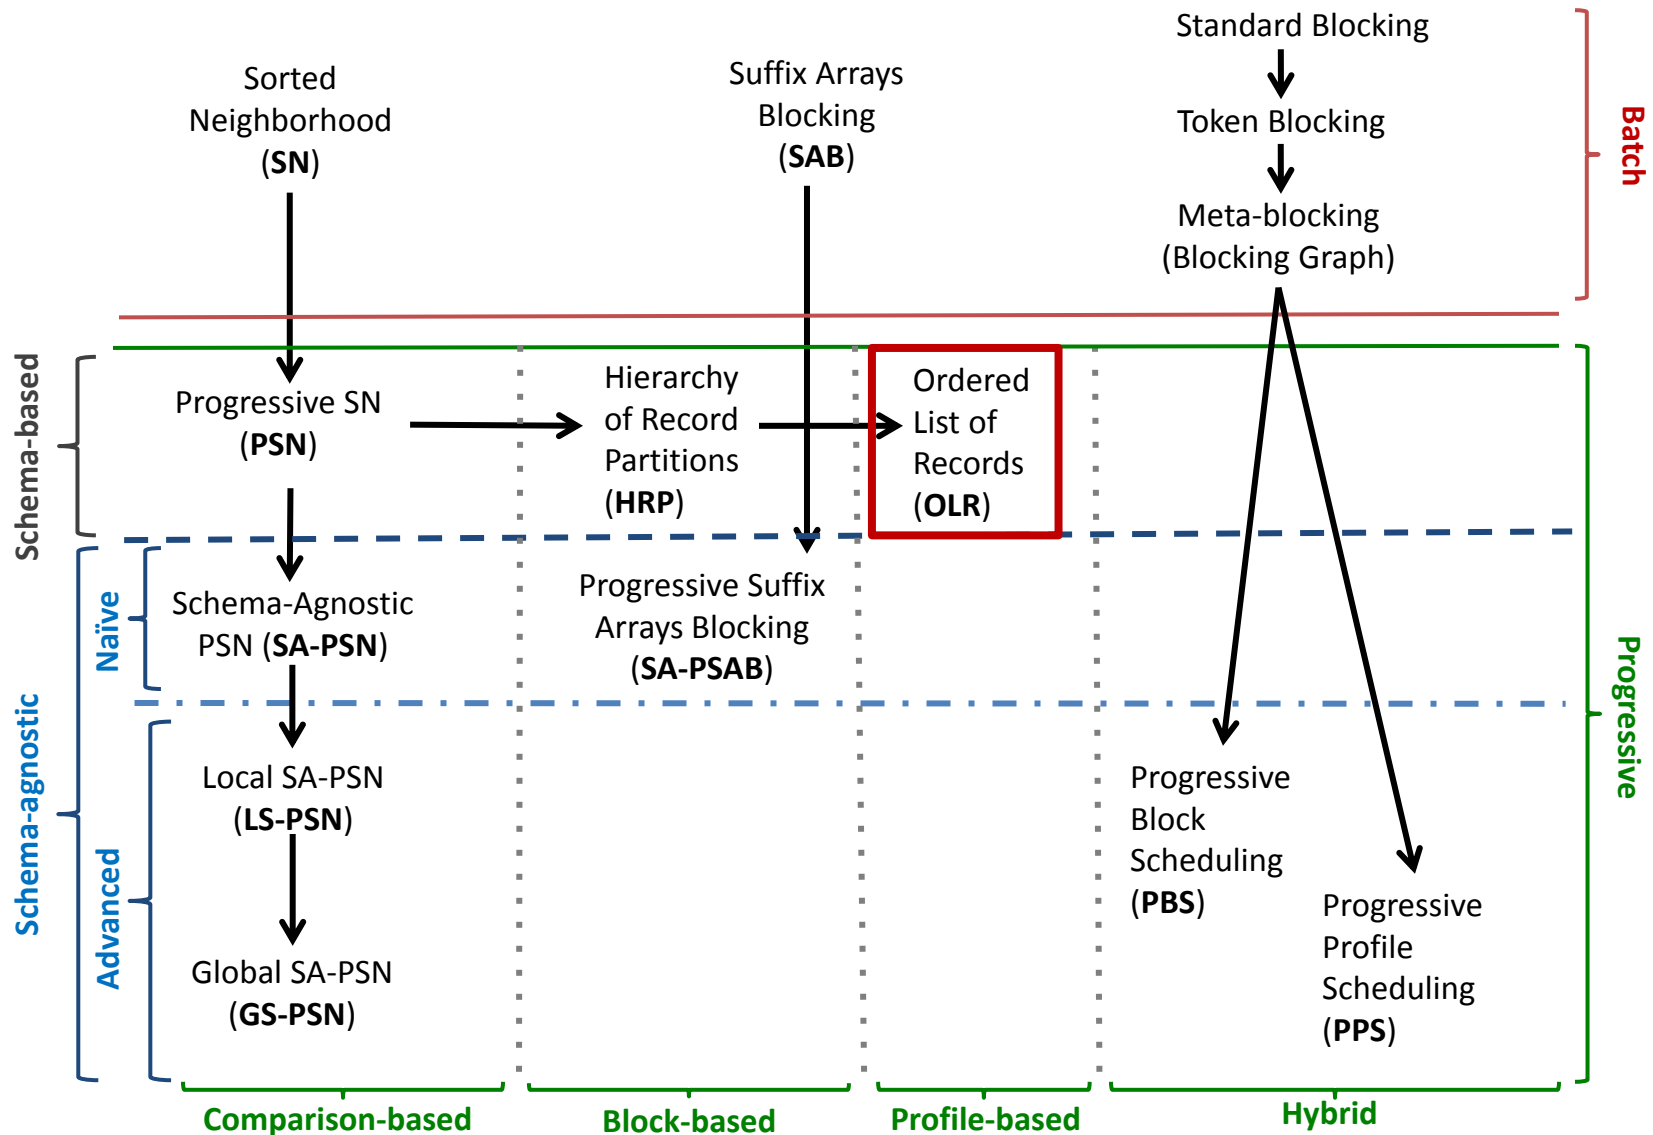 Standard Blocking
Token Blocking
Meta-blocking
(Blocking Graph)
Sorted
Neighborhood
(SN)
Suffix Arrays
Blocking
(SAB)
Batch
Schema-based
Progressive SN
(PSN)
Hierarchy
of Record
Partitions
(HRP)
Ordered
List of
Records
(OLR)
Schema-agnostic
Naïve
Schema-Agnostic
PSN (SA-PSN)
Progressive Suffix
Arrays Blocking
(SA-PSAB)
Progressive
Advanced
Local SA-PSN
(LS-PSN)
Global SA-PSN
(GS-PSN)
Progressive
Block
Scheduling
(PBS)
Progressive
Profile
Scheduling
(PPS)
Comparison-based
Block-based
Profile-based
Hybrid